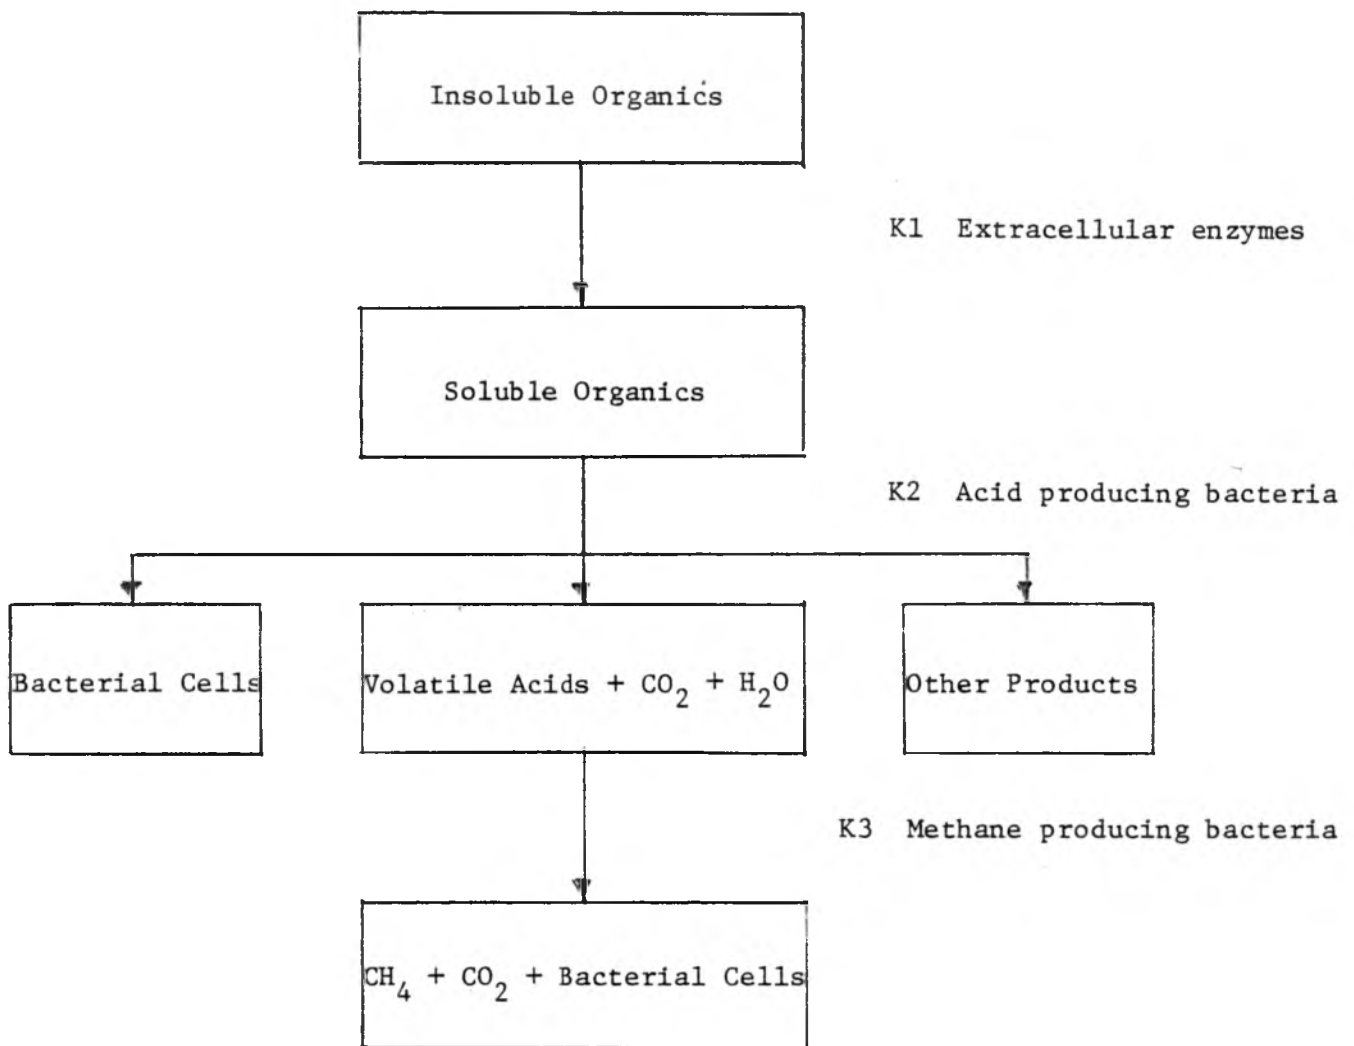 Insoluble Organics
K1 Extracellular enzymes
Soluble Organics
K2 Acid producing bacteria
Bacterial Cells
Volatile Acids + CO₂ + H₂O
Other Products
K3 Methane producing bacteria
CH₄ + CO₂ + Bacterial Cells